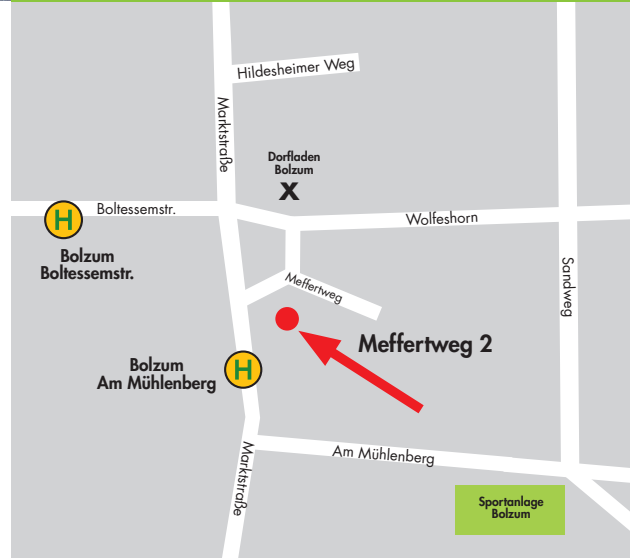 Hildesheimer Weg
Marktstraße
Dorfladen
Bolzum
X
Boltessemstr.
Wolfeshorn
H
Bolzum
Boltessemstr.
Sandweg
Meffertweg
Meffertweg 2
Bolzum
Am Mühlenberg
H
Marktstraße
Am Mühlenberg
Sportanlage
Bolzum